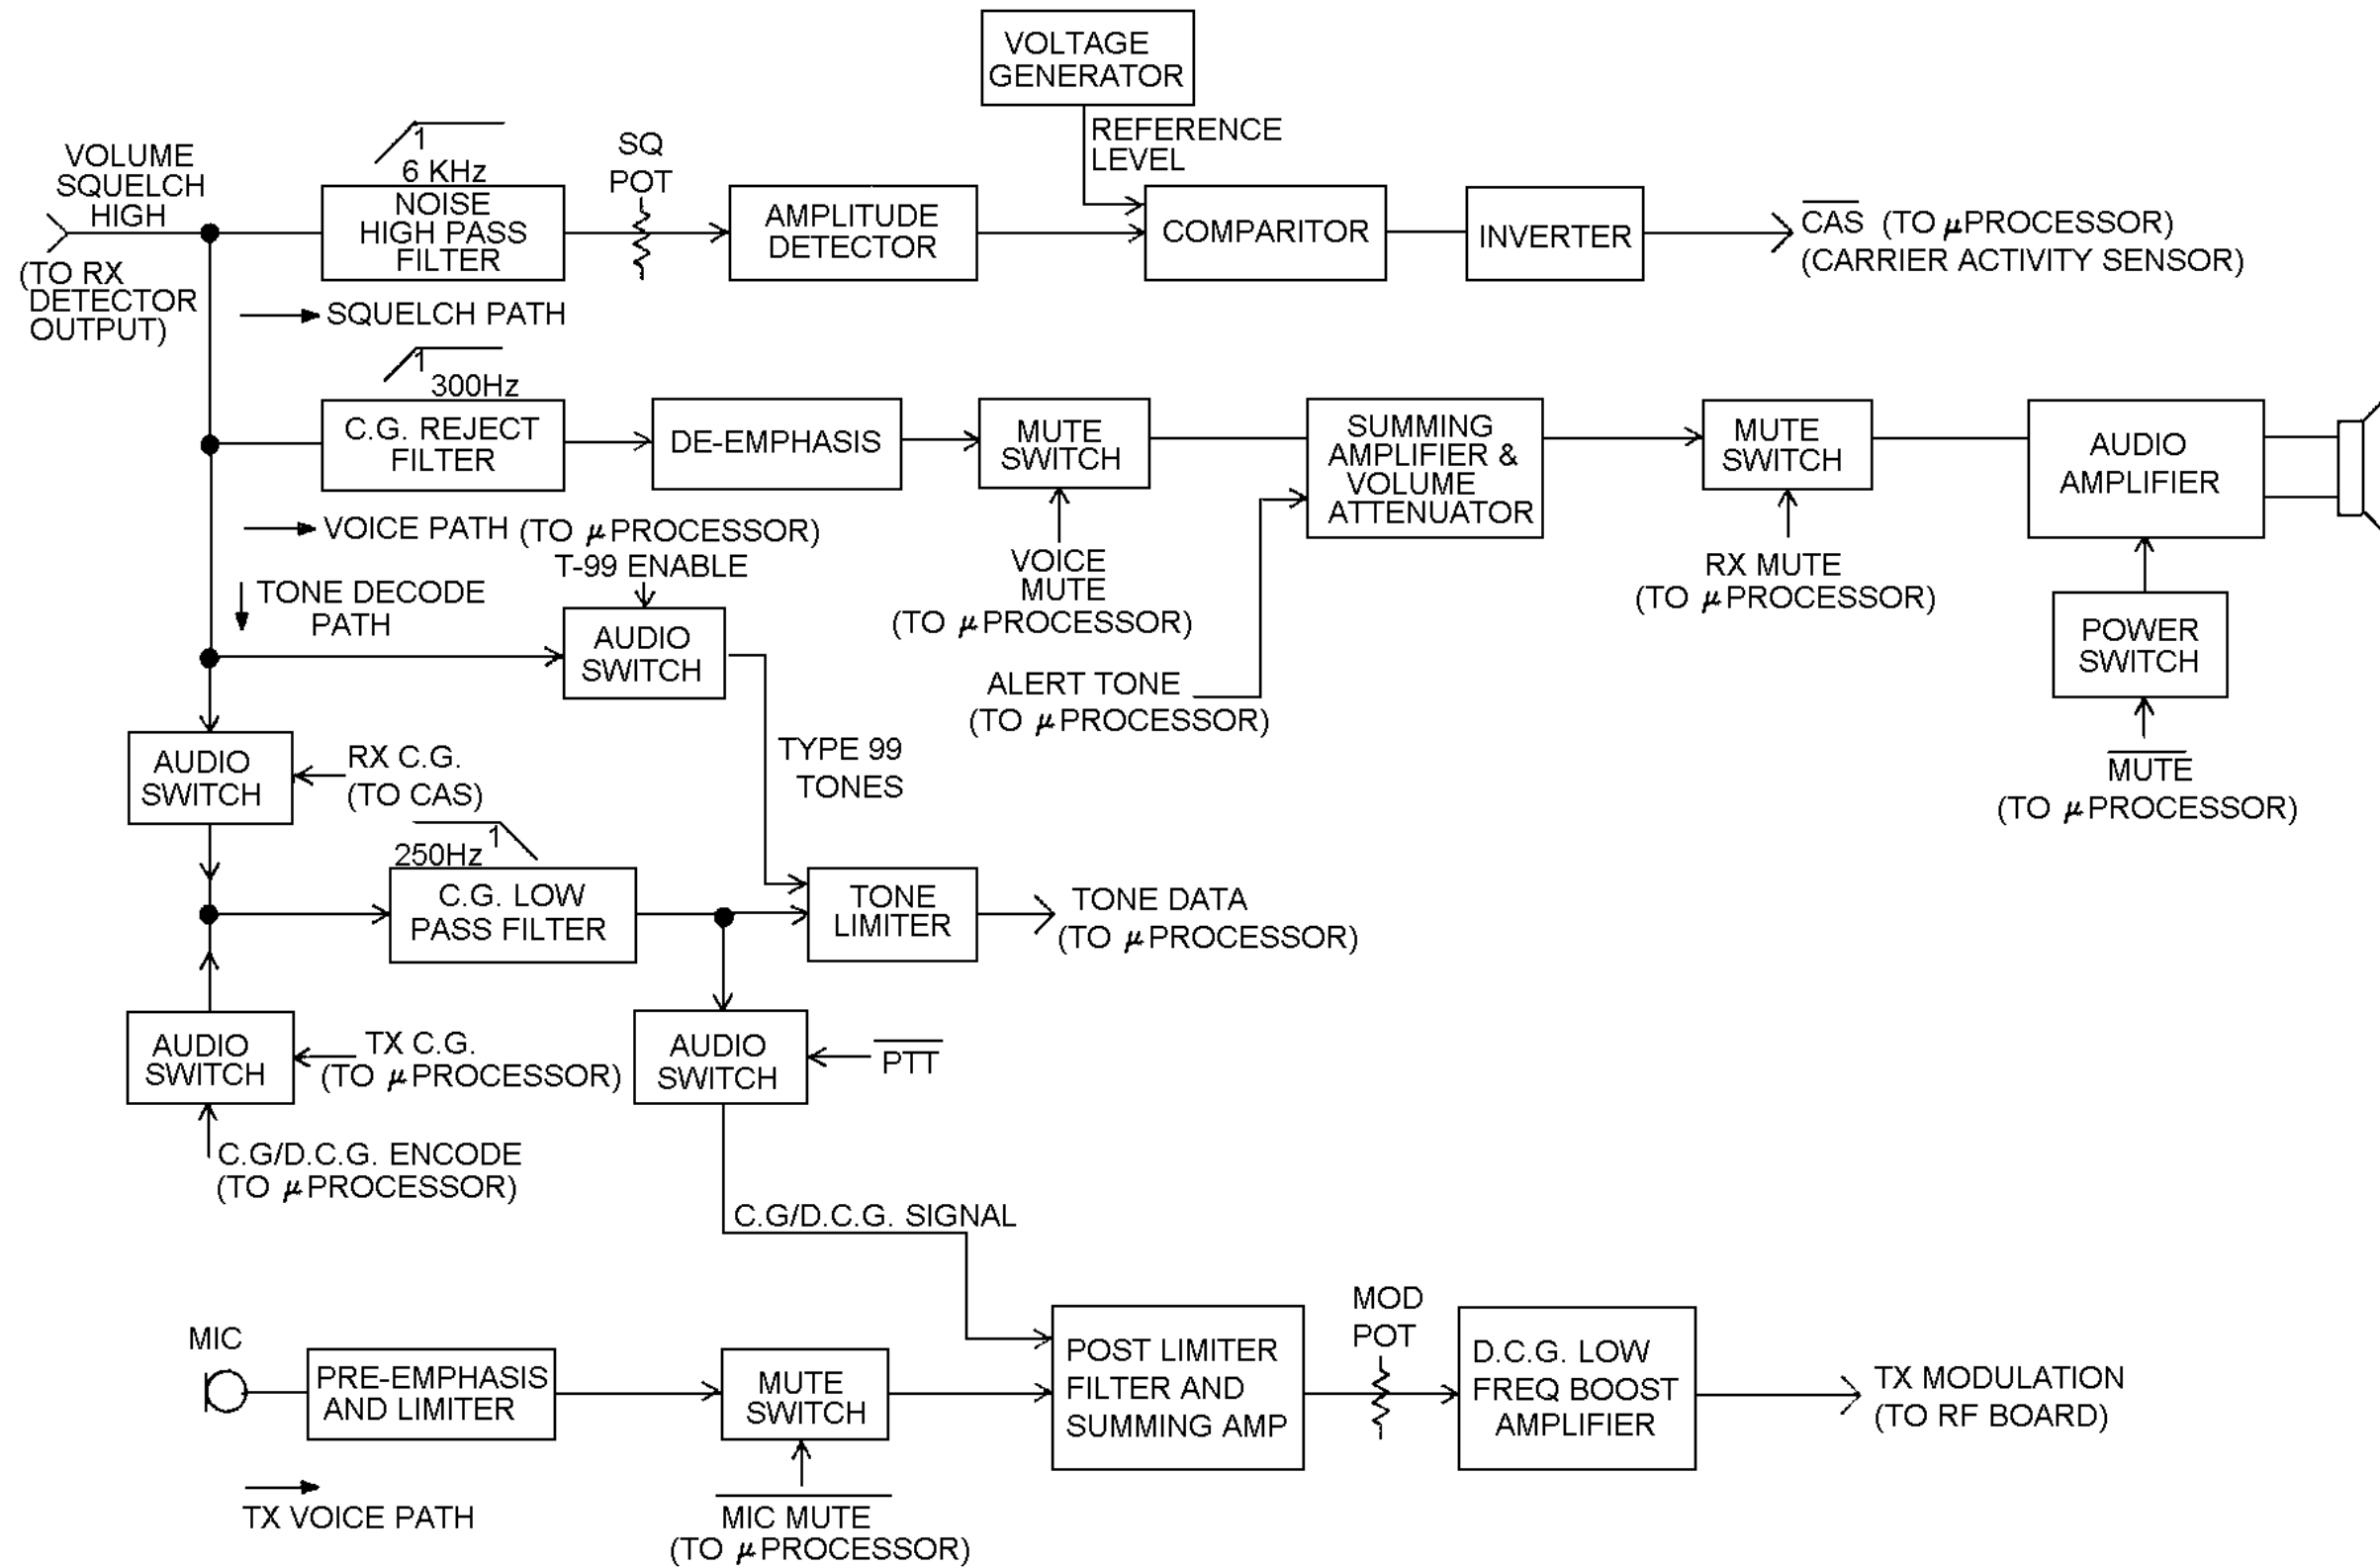 VOLTAGE
GENERATOR
REFERENCE
LEVEL
VOLUME
SQUELCH
HIGH
(TO RX
DETECTOR
OUTPUT)
1
6 KHz
NOISE
HIGH PASS
FILTER
SQ
POT
AMPLITUDE
DETECTOR
COMPARITOR
INVERTER
CAS (TO μPROCESSOR)
(CARRIER ACTIVITY SENSOR)
SQUELCH PATH
1
300Hz
C.G. REJECT
FILTER
DE-EMPHASIS
MUTE
SWITCH
SUMMING
AMPLIFIER &
VOLUME
ATTENUATOR
MUTE
SWITCH
AUDIO
AMPLIFIER
VOICE PATH
(TO μPROCESSOR)
T-99 ENABLE
VOICE
MUTE
(TO μPROCESSOR)
RX MUTE
(TO μPROCESSOR)
TONE DECODE
PATH
AUDIO
SWITCH
POWER
SWITCH
ALERT TONE
(TO μPROCESSOR)
MUTE
(TO μPROCESSOR)
AUDIO
SWITCH
RX C.G.
(TO CAS)
TYPE 99
TONES
1
250Hz
C.G. LOW
PASS FILTER
TONE
LIMITER
TONE DATA
(TO μPROCESSOR)
AUDIO
SWITCH
TX C.G.
(TO μPROCESSOR)
AUDIO
SWITCH
PTT
C.G/D.C.G. ENCODE
(TO μPROCESSOR)
C.G/D.C.G. SIGNAL
MIC
PRE-EMPHASIS
AND LIMITER
MUTE
SWITCH
POST LIMITER
FILTER AND
SUMMING AMP
MOD
POT
D.C.G. LOW
FREQ BOOST
AMPLIFIER
TX MODULATION
(TO RF BOARD)
TX VOICE PATH
MIC MUTE
(TO μPROCESSOR)